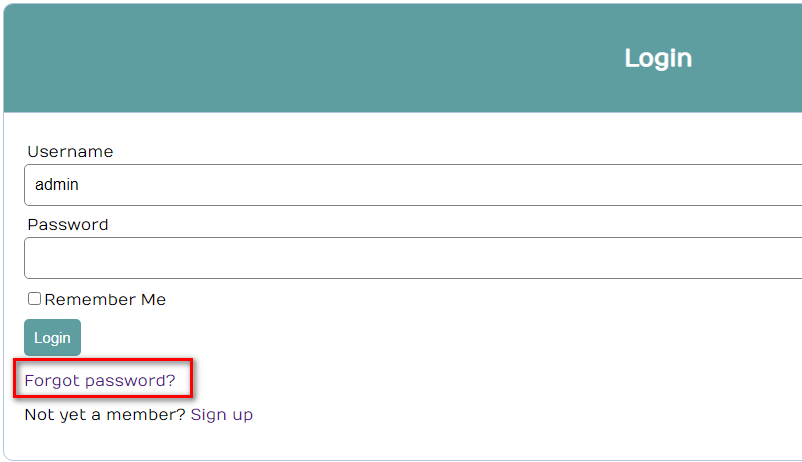 Login
Username
admin
Password
Remember Me
Login
Forgot password?
Not yet a member? Sign up